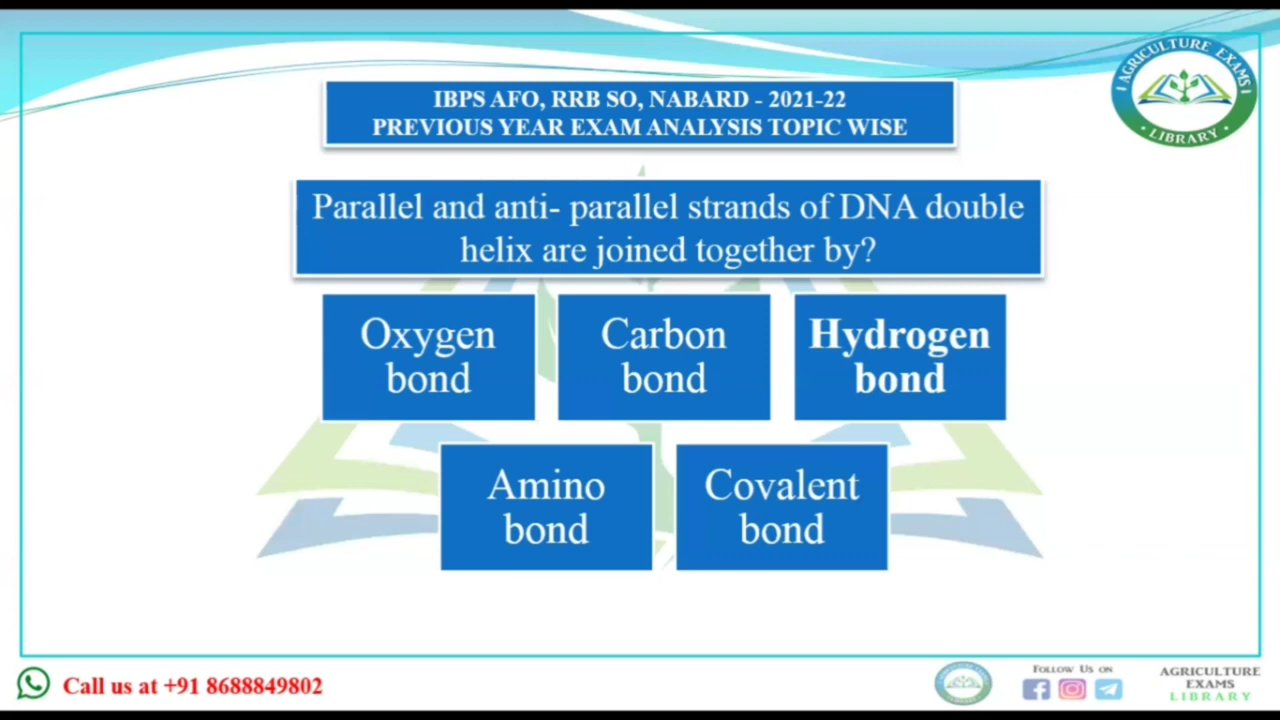 IBPS AFO, RRB SO, NABARD - 2021-22
PREVIOUS YEAR EXAM ANALYSIS TOPIC WISE
AGRICULTURE EXAMS
LIBRARY
Parallel and anti- parallel strands of DNA double
helix are joined together by?
Oxygen
bond
Carbon
bond
Hydrogen
bond
Amino
bond
Covalent
bond
Call us at +91 8688849802
FOLLOW US ON
AGRICULTURE
EXAMS
LIBRARY